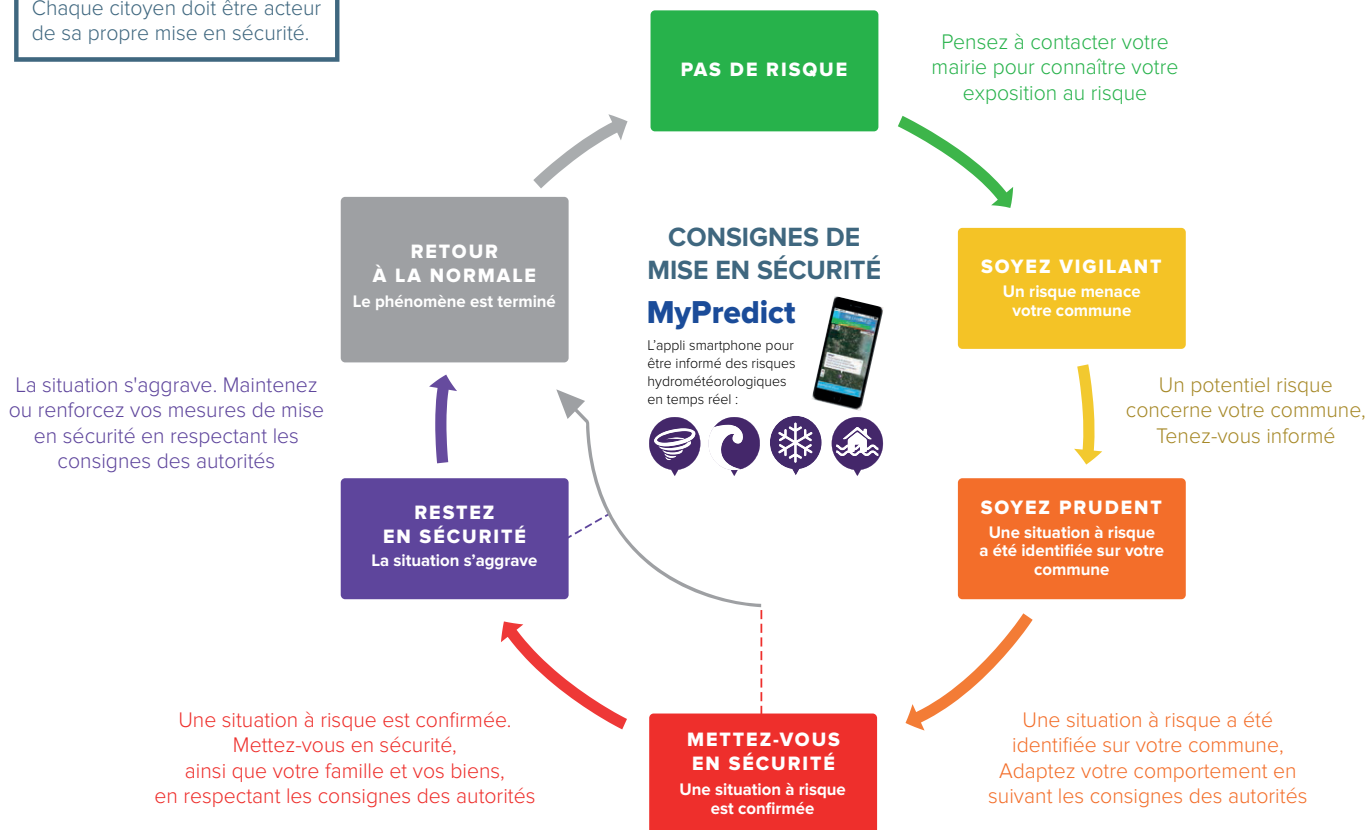 Chaque citoyen doit être acteur
de sa propre mise en sécurité.
PAS DE RISQUE
Pensez à contacter votre
mairie pour connaître votre
exposition au risque
RETOUR
À LA NORMALE
Le phénomène est terminé
CONSIGNES DE
MISE EN SÉCURITÉ
MyPredict
L'appli smartphone pour
être informé des risques
hydrométéorologiques
en temps réel :
SOYEZ VIGILANT
Un risque menace
votre commune
La situation s'aggrave. Maintenez
ou renforcez vos mesures de mise
en sécurité en respectant les
consignes des autorités
Un potentiel risque
concerne votre commune,
Tenez-vous informé
RESTEZ
EN SÉCURITÉ
La situation s’aggrave
SOYEZ PRUDENT
Une situation à risque
a été identifiée sur votre
commune
Une situation à risque est confirmée.
Mettez-vous en sécurité,
ainsi que votre famille et vos biens,
en respectant les consignes des autorités
METTEZ-VOUS
EN SÉCURITÉ
Une situation à risque
est confirmée
Une situation à risque a été
identifiée sur votre commune,
Adaptez votre comportement en
suivant les consignes des autorités